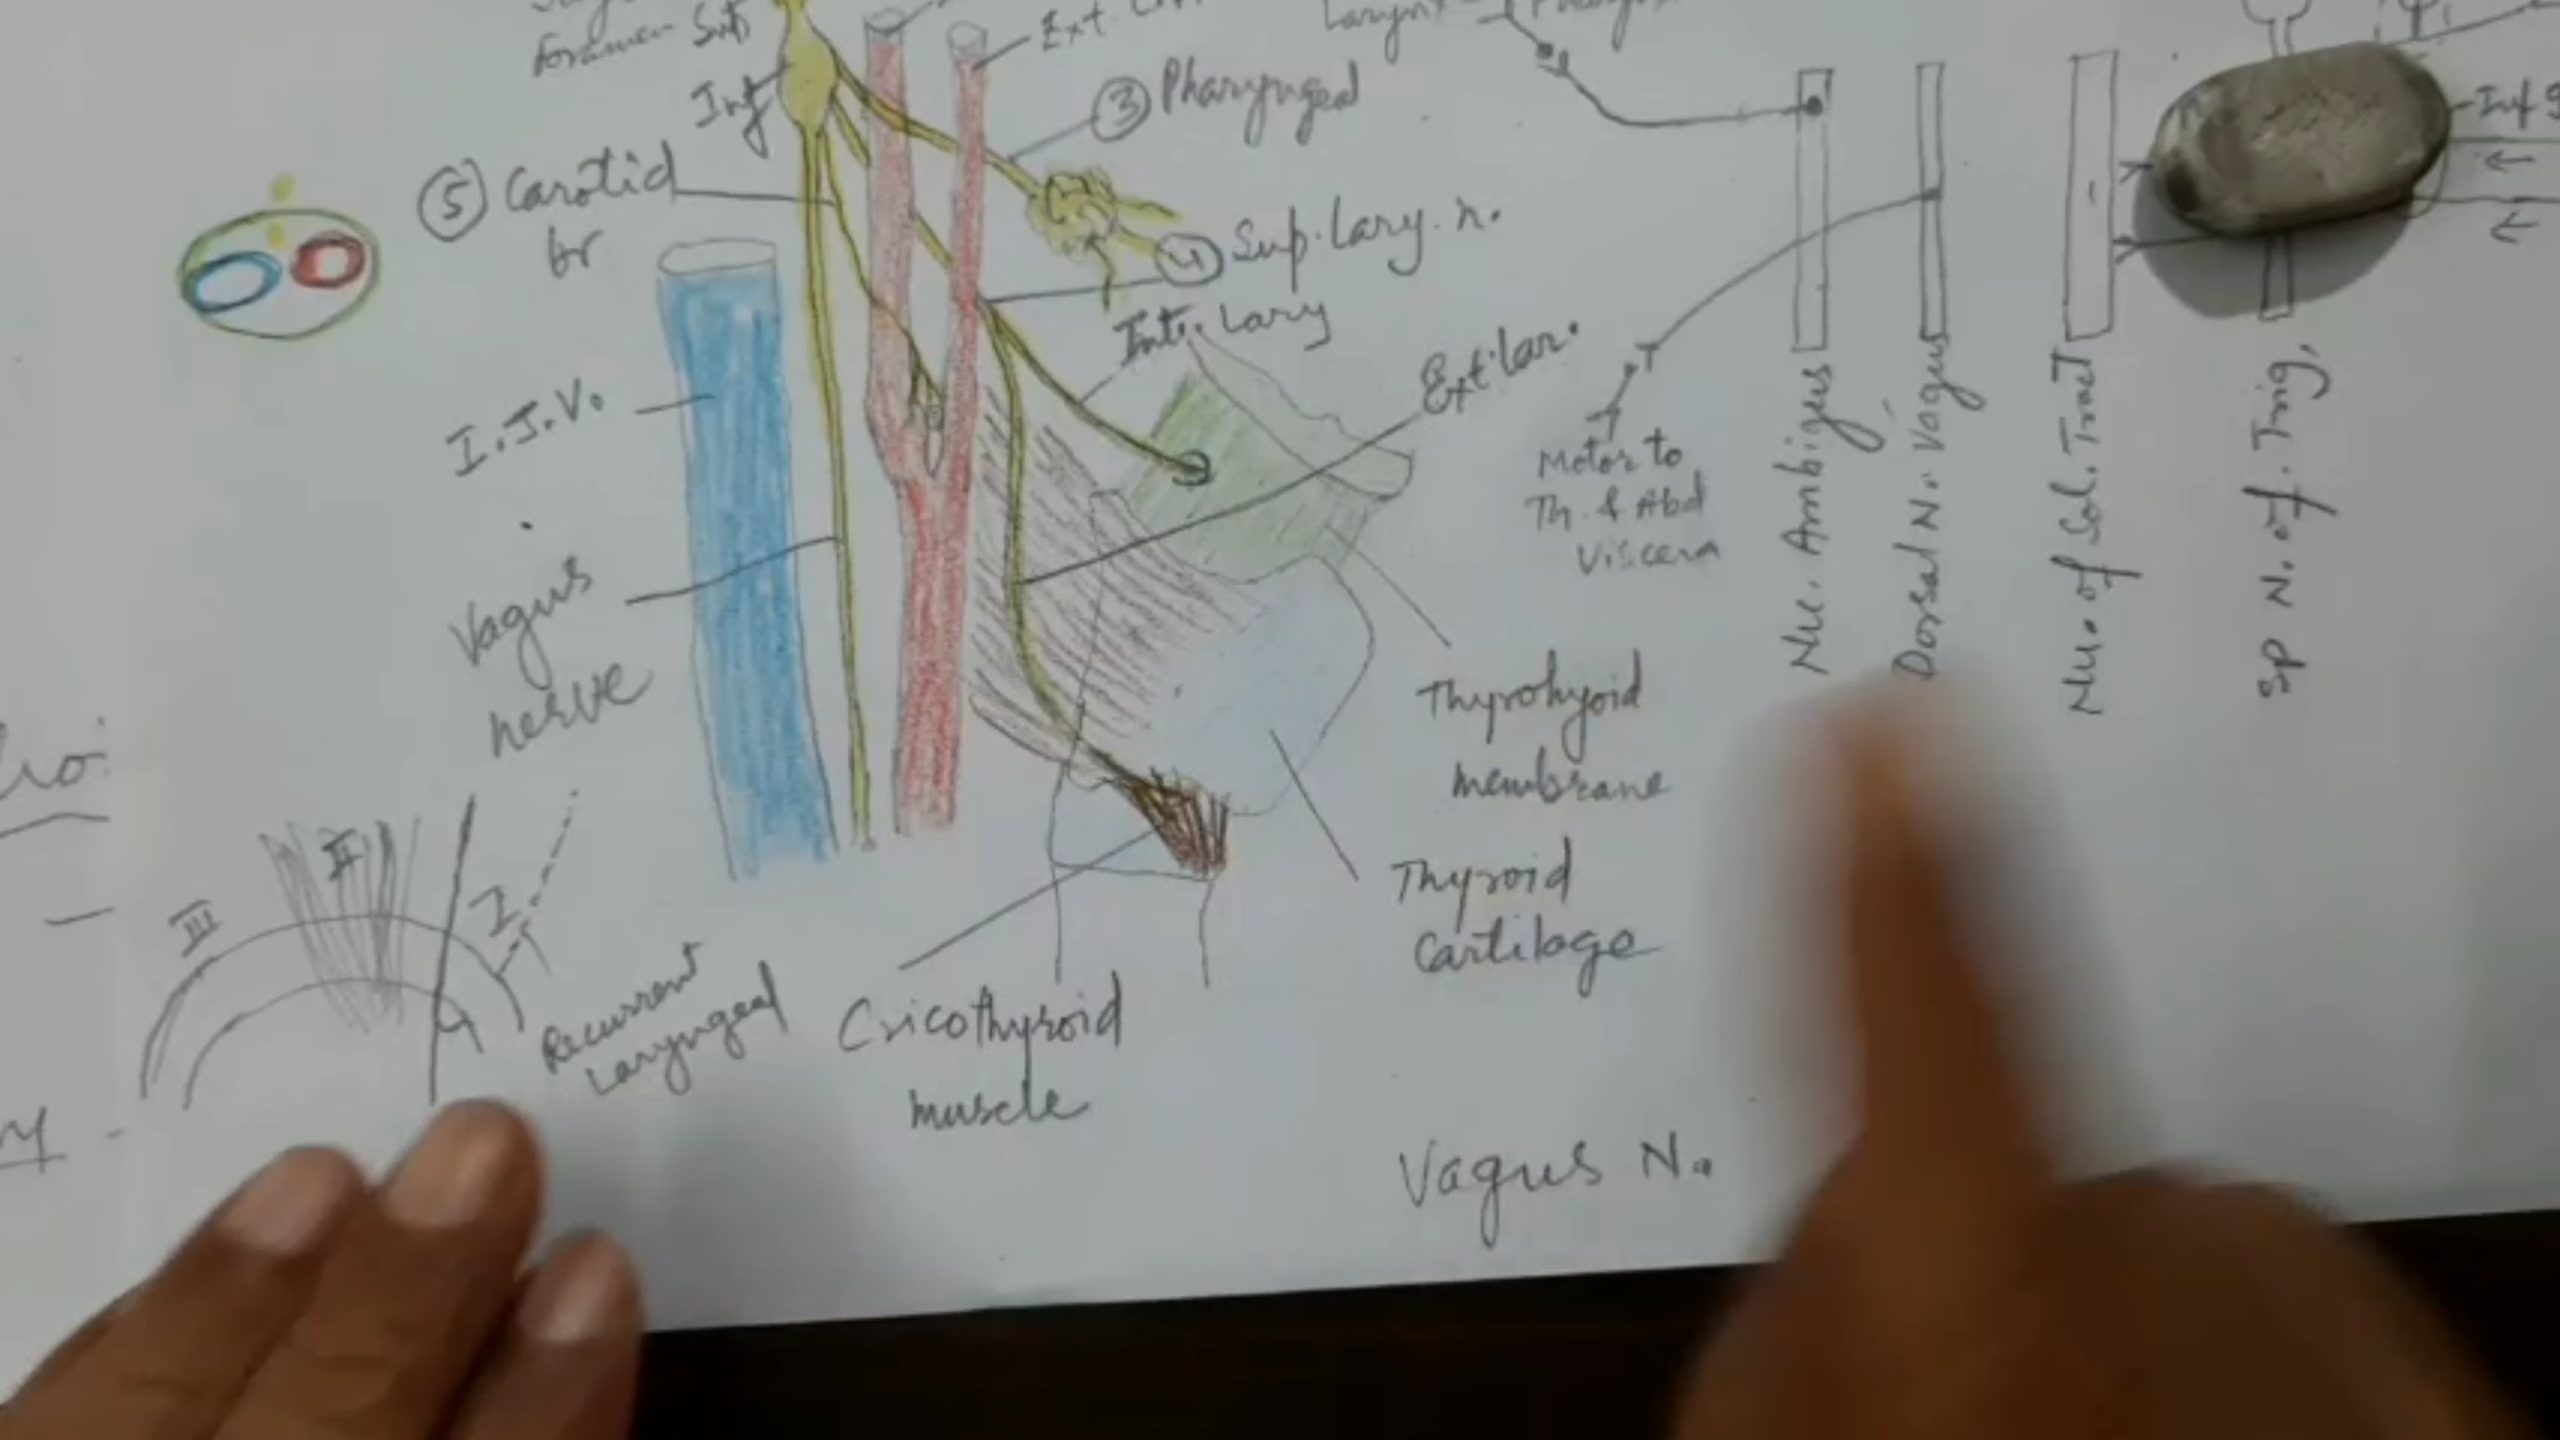 Foramen Sup
Inf
Ext.
③ Pharyngeal
⑤ Carotid
br
④ Sup. Lary. n.
Int. Lary
Ext. lar.
I.J.V.
Vagus
nerve
Motor to
Th. & Abd
Viscera
Nu. Ambigus
Dorsal N. Vagus
Nu. of Sol. Tract
Sp N. of Trig.
Thyrohyoid
membrane
Thyroid
Cartilage
III
II
I
Recurrent
Laryngeal
Cricothyroid
muscle
Vagus N.